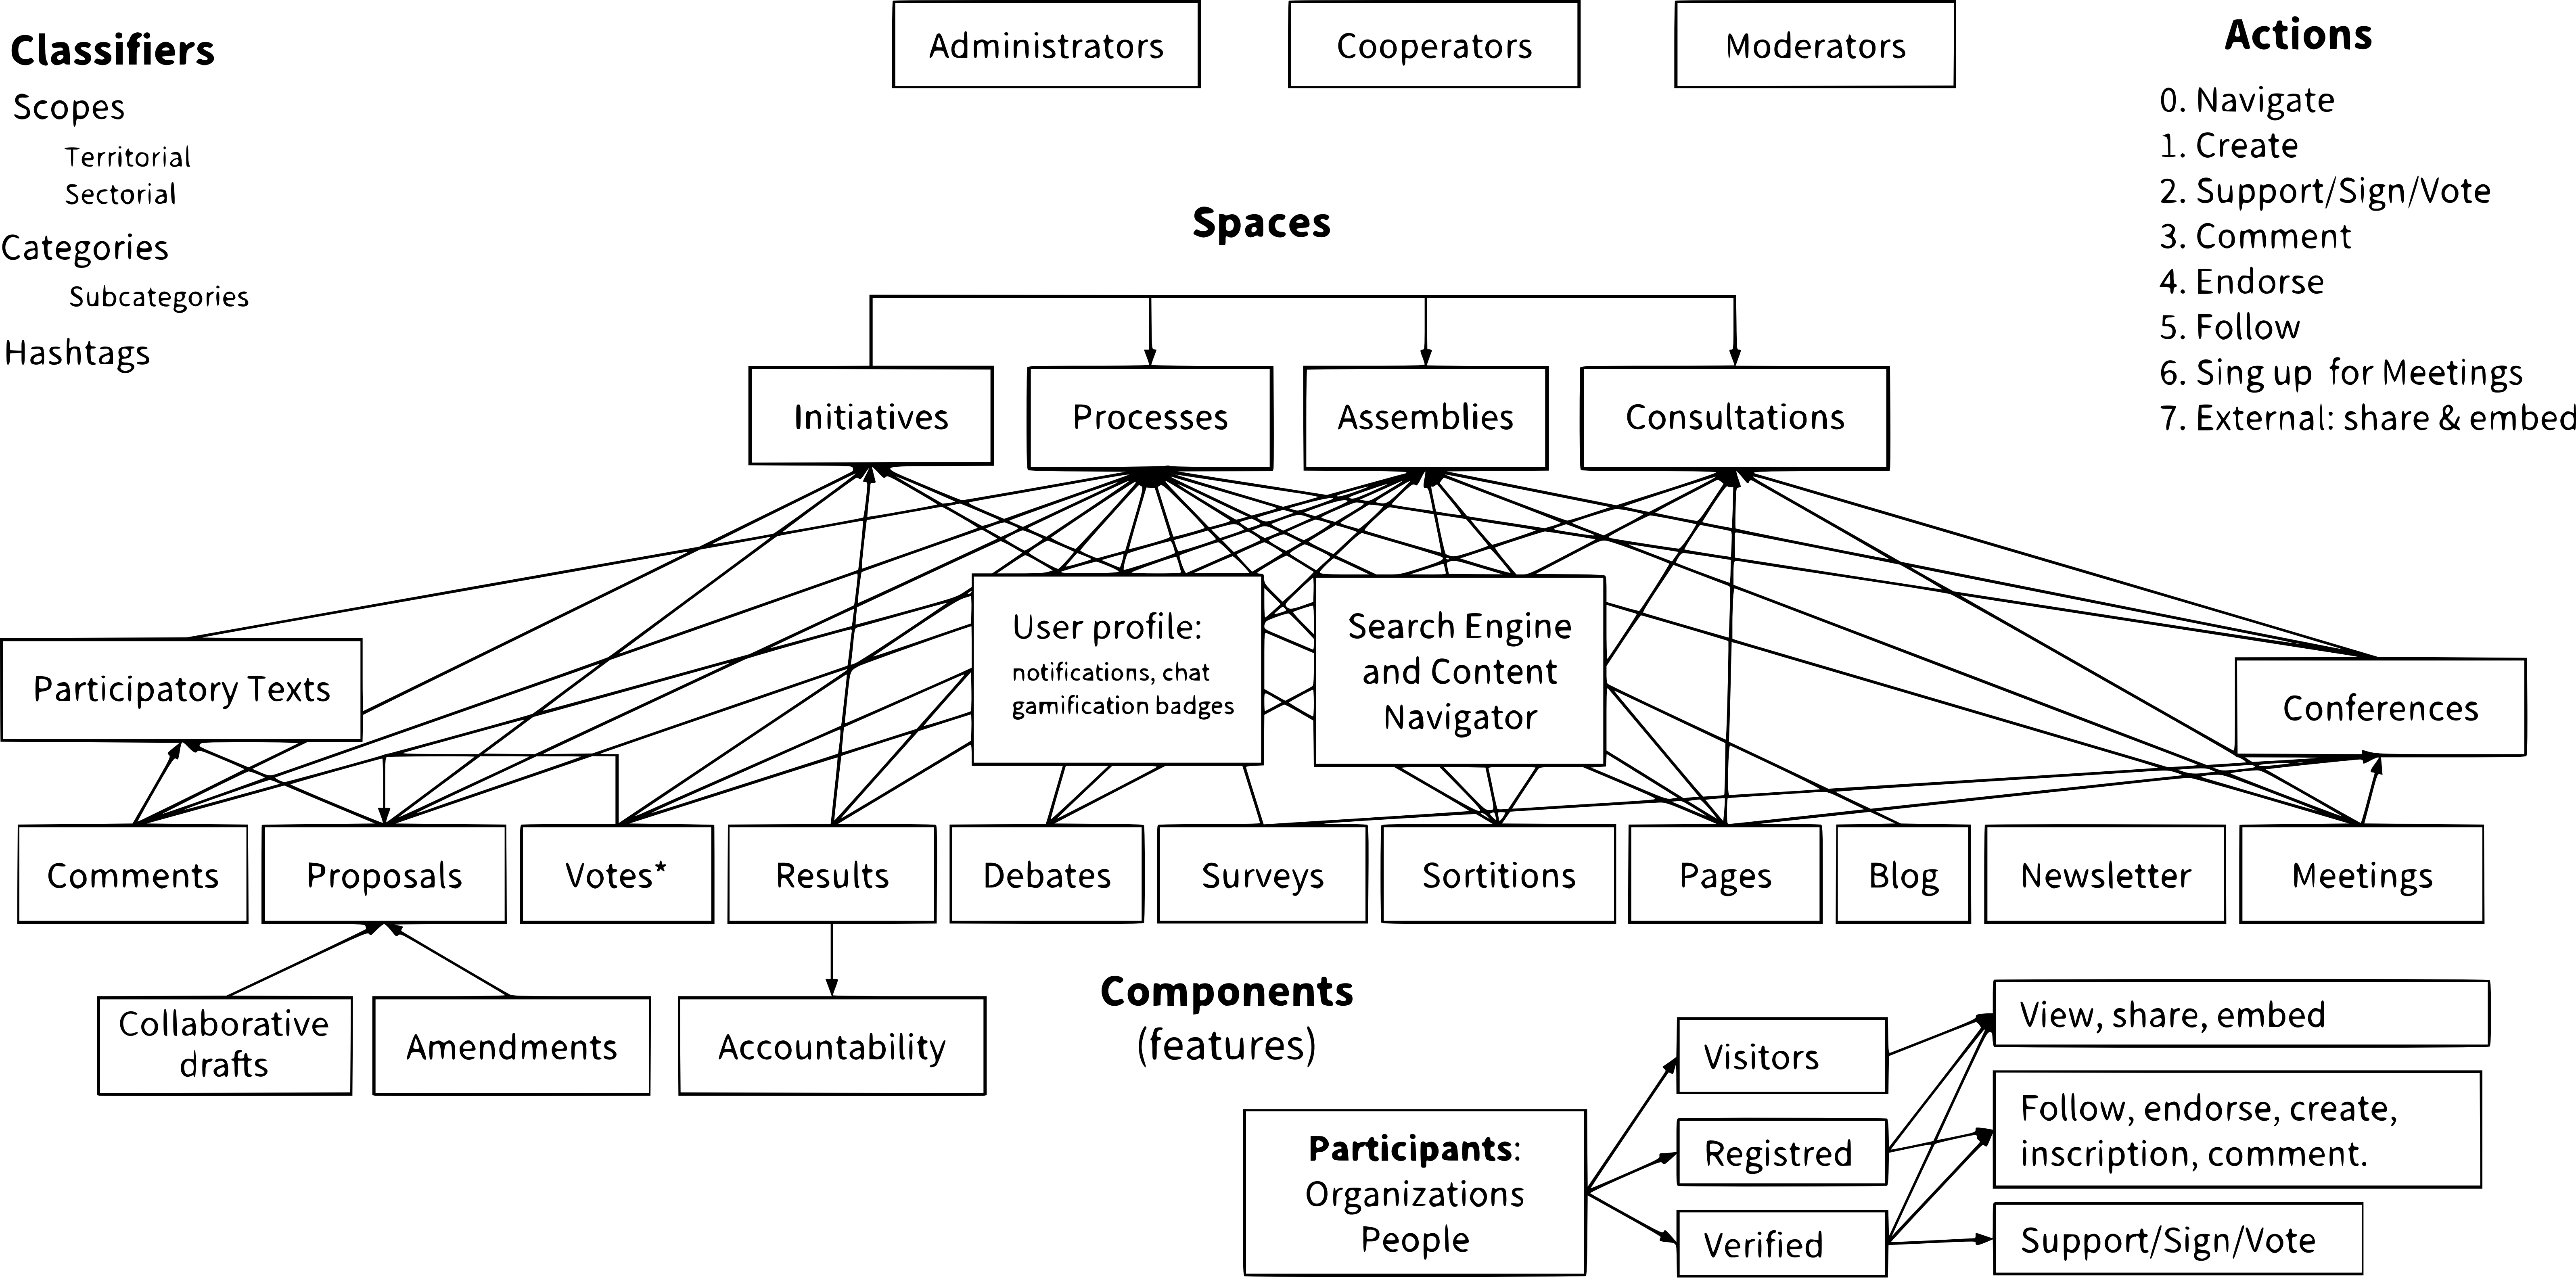 Classifiers
Scopes
Territorial
Sectorial
Categories
Subcategories
Hashtags
Administrators
Cooperators
Moderators
Actions
0. Navigate
1. Create
2. Support/Sign/Vote
3. Comment
4. Endorse
5. Follow
6. Sing up for Meetings
7. External: share & embed
Spaces
Initiatives
Processes
Assemblies
Consultations
Participatory Texts
User profile:
notifications, chat
gamification badges
Search Engine
and Content
Navigator
Conferences
Comments
Proposals
Votes*
Results
Debates
Surveys
Sortitions
Pages
Blog
Newsletter
Meetings
Collaborative
drafts
Amendments
Accountability
Components
(features)
Participants:
Organizations
People
Visitors
Registred
Verified
View, share, embed
Follow, endorse, create,
inscription, comment.
Support/Sign/Vote